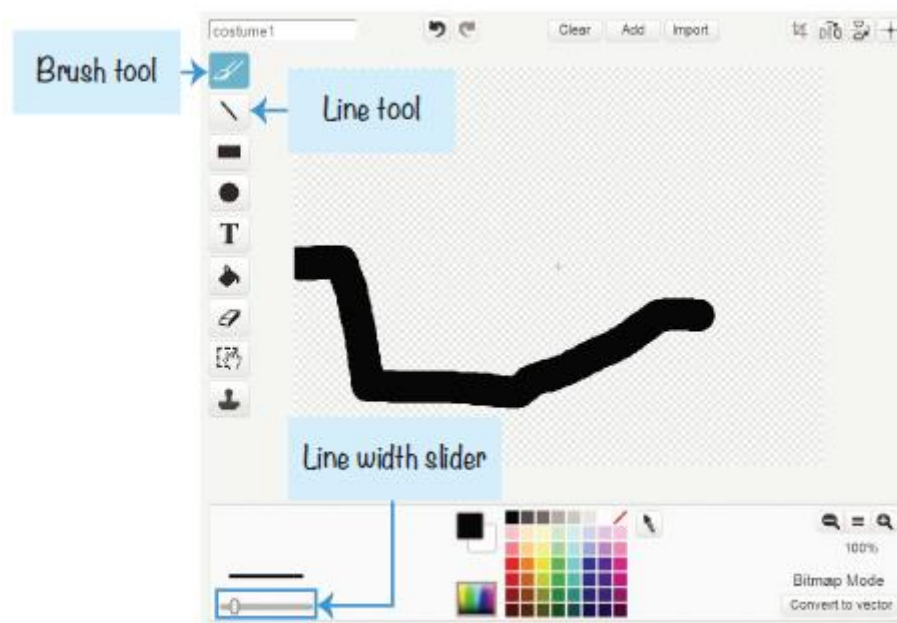 costume1
Clear Add Import
Brush tool
Line tool
T
Line width slider
100%
Bitmap Mode
Convert to vector